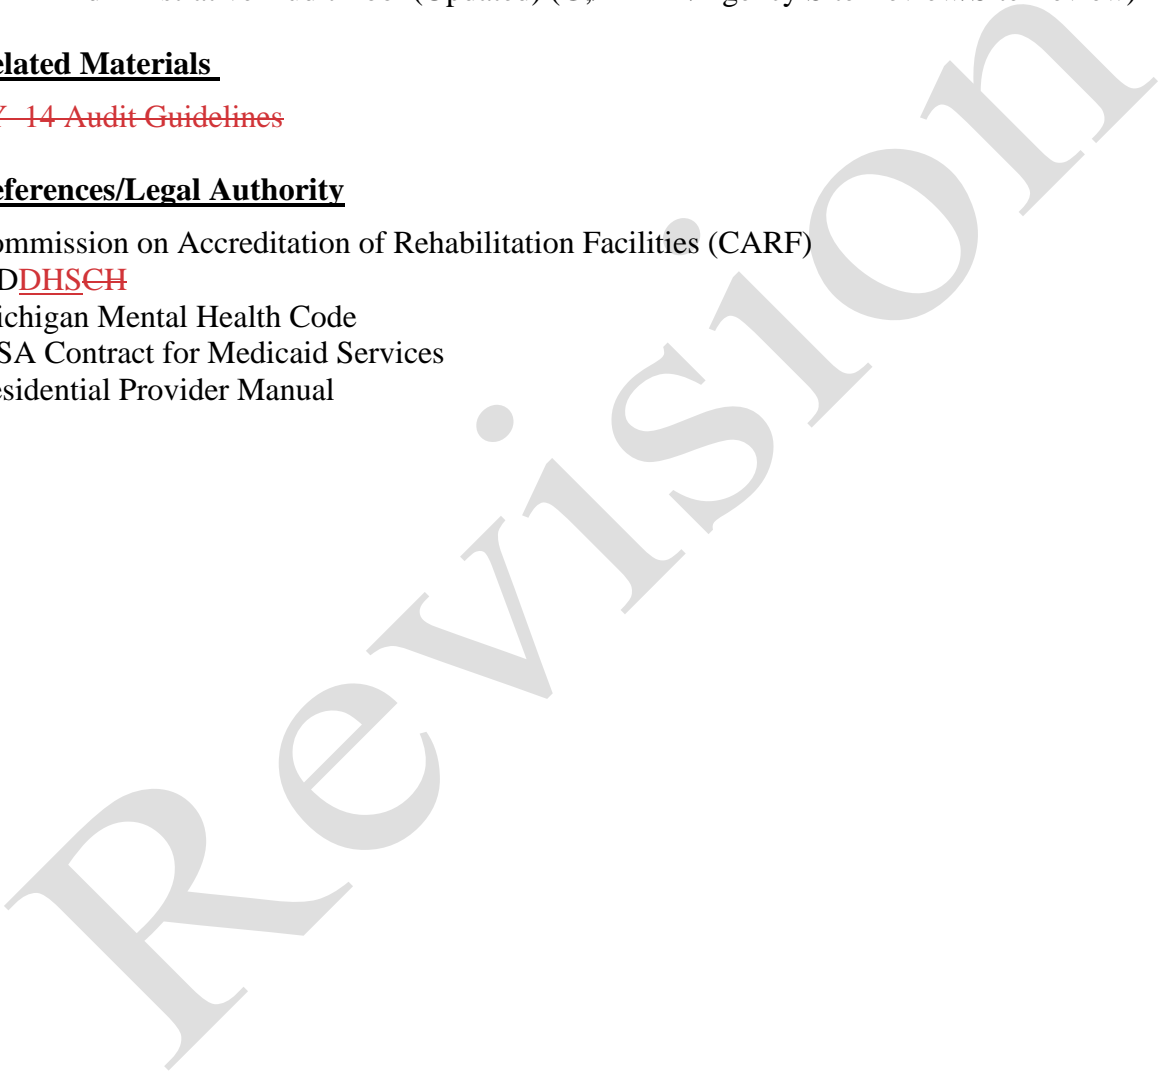 elated Materials
14 Audit Guidelines
eferences/Legal Authority
ommission on Accreditation of Rehabilitation Facilities (CARF)
DDHSCH
ichigan Mental Health Code
SA Contract for Medicaid Services
esidential Provider Manual
Revision